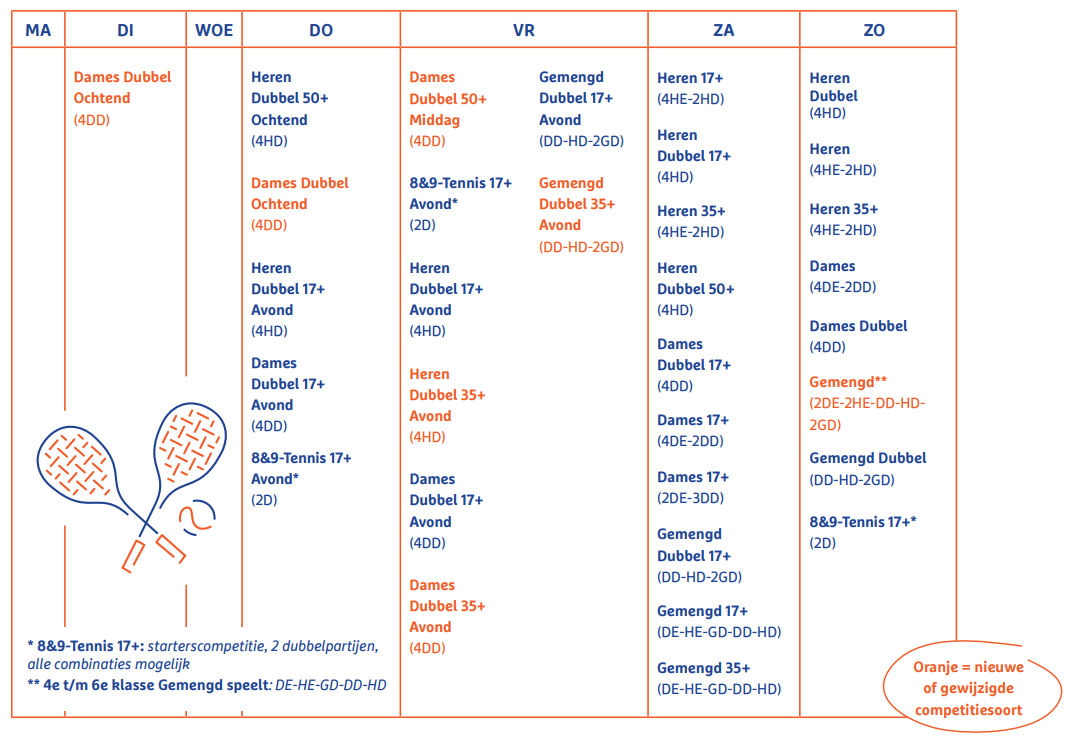 MA
DI
WOE
DO
VR
ZA
ZO
Dames Dubbel
Ochtend
(4DD)
Heren
Dubbel 50+
Ochtend
(4HD)
Dames Dubbel
Ochtend
(4DD)
Heren
Dubbel 17+
Avond
(4HD)
Dames
Dubbel 17+
Avond
(4DD)
8&9-Tennis 17+
Avond*
(2D)
Dames
Dubbel 50+
Middag
(4DD)
8&9-Tennis 17+
Avond*
(2D)
Heren
Dubbel 17+
Avond
(4HD)
Heren
Dubbel 35+
Avond
(4HD)
Dames
Dubbel 17+
Avond
(4DD)
Dames
Dubbel 35+
Avond
(4DD)
Gemengd
Dubbel 17+
Avond
(DD-HD-2GD)
Gemengd
Dubbel 35+
Avond
(DD-HD-2GD)
Heren 17+
(4HE-2HD)
Heren
Dubbel 17+
(4HD)
Heren 35+
(4HE-2HD)
Heren
Dubbel 50+
(4HD)
Dames
Dubbel 17+
(4DD)
Dames 17+
(4DE-2DD)
Dames 17+
(2DE-3DD)
Gemengd
Dubbel 17+
(DD-HD-2GD)
Gemengd 17+
(DE-HE-GD-DD-HD)
Gemengd 35+
(DE-HE-GD-DD-HD)
Heren
Dubbel
(4HD)
Heren
(4HE-2HD)
Heren 35+
(4HE-2HD)
Dames
(4DE-2DD)
Dames Dubbel
(4DD)
Gemengd**
(2DE-2HE-DD-HD-
2GD)
Gemengd Dubbel
(DD-HD-2GD)
8&9-Tennis 17+*
(2D)
* 8&9-Tennis 17+: starterscompetitie, 2 dubbelpartijen,
alle combinaties mogelijk
** 4e t/m 6e klasse Gemengd speelt: DE-HE-GD-DD-HD
Oranje = nieuwe
of gewijzigde
competitiesoort